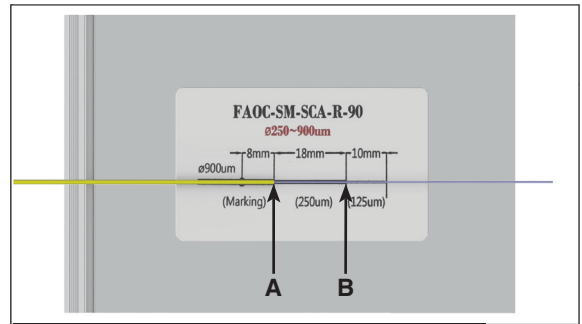 FAOC-SM-SCA-R-90
ø250~900um
8mm 18mm 10mm
ø900um
(Marking) (250um) (125um)
A B